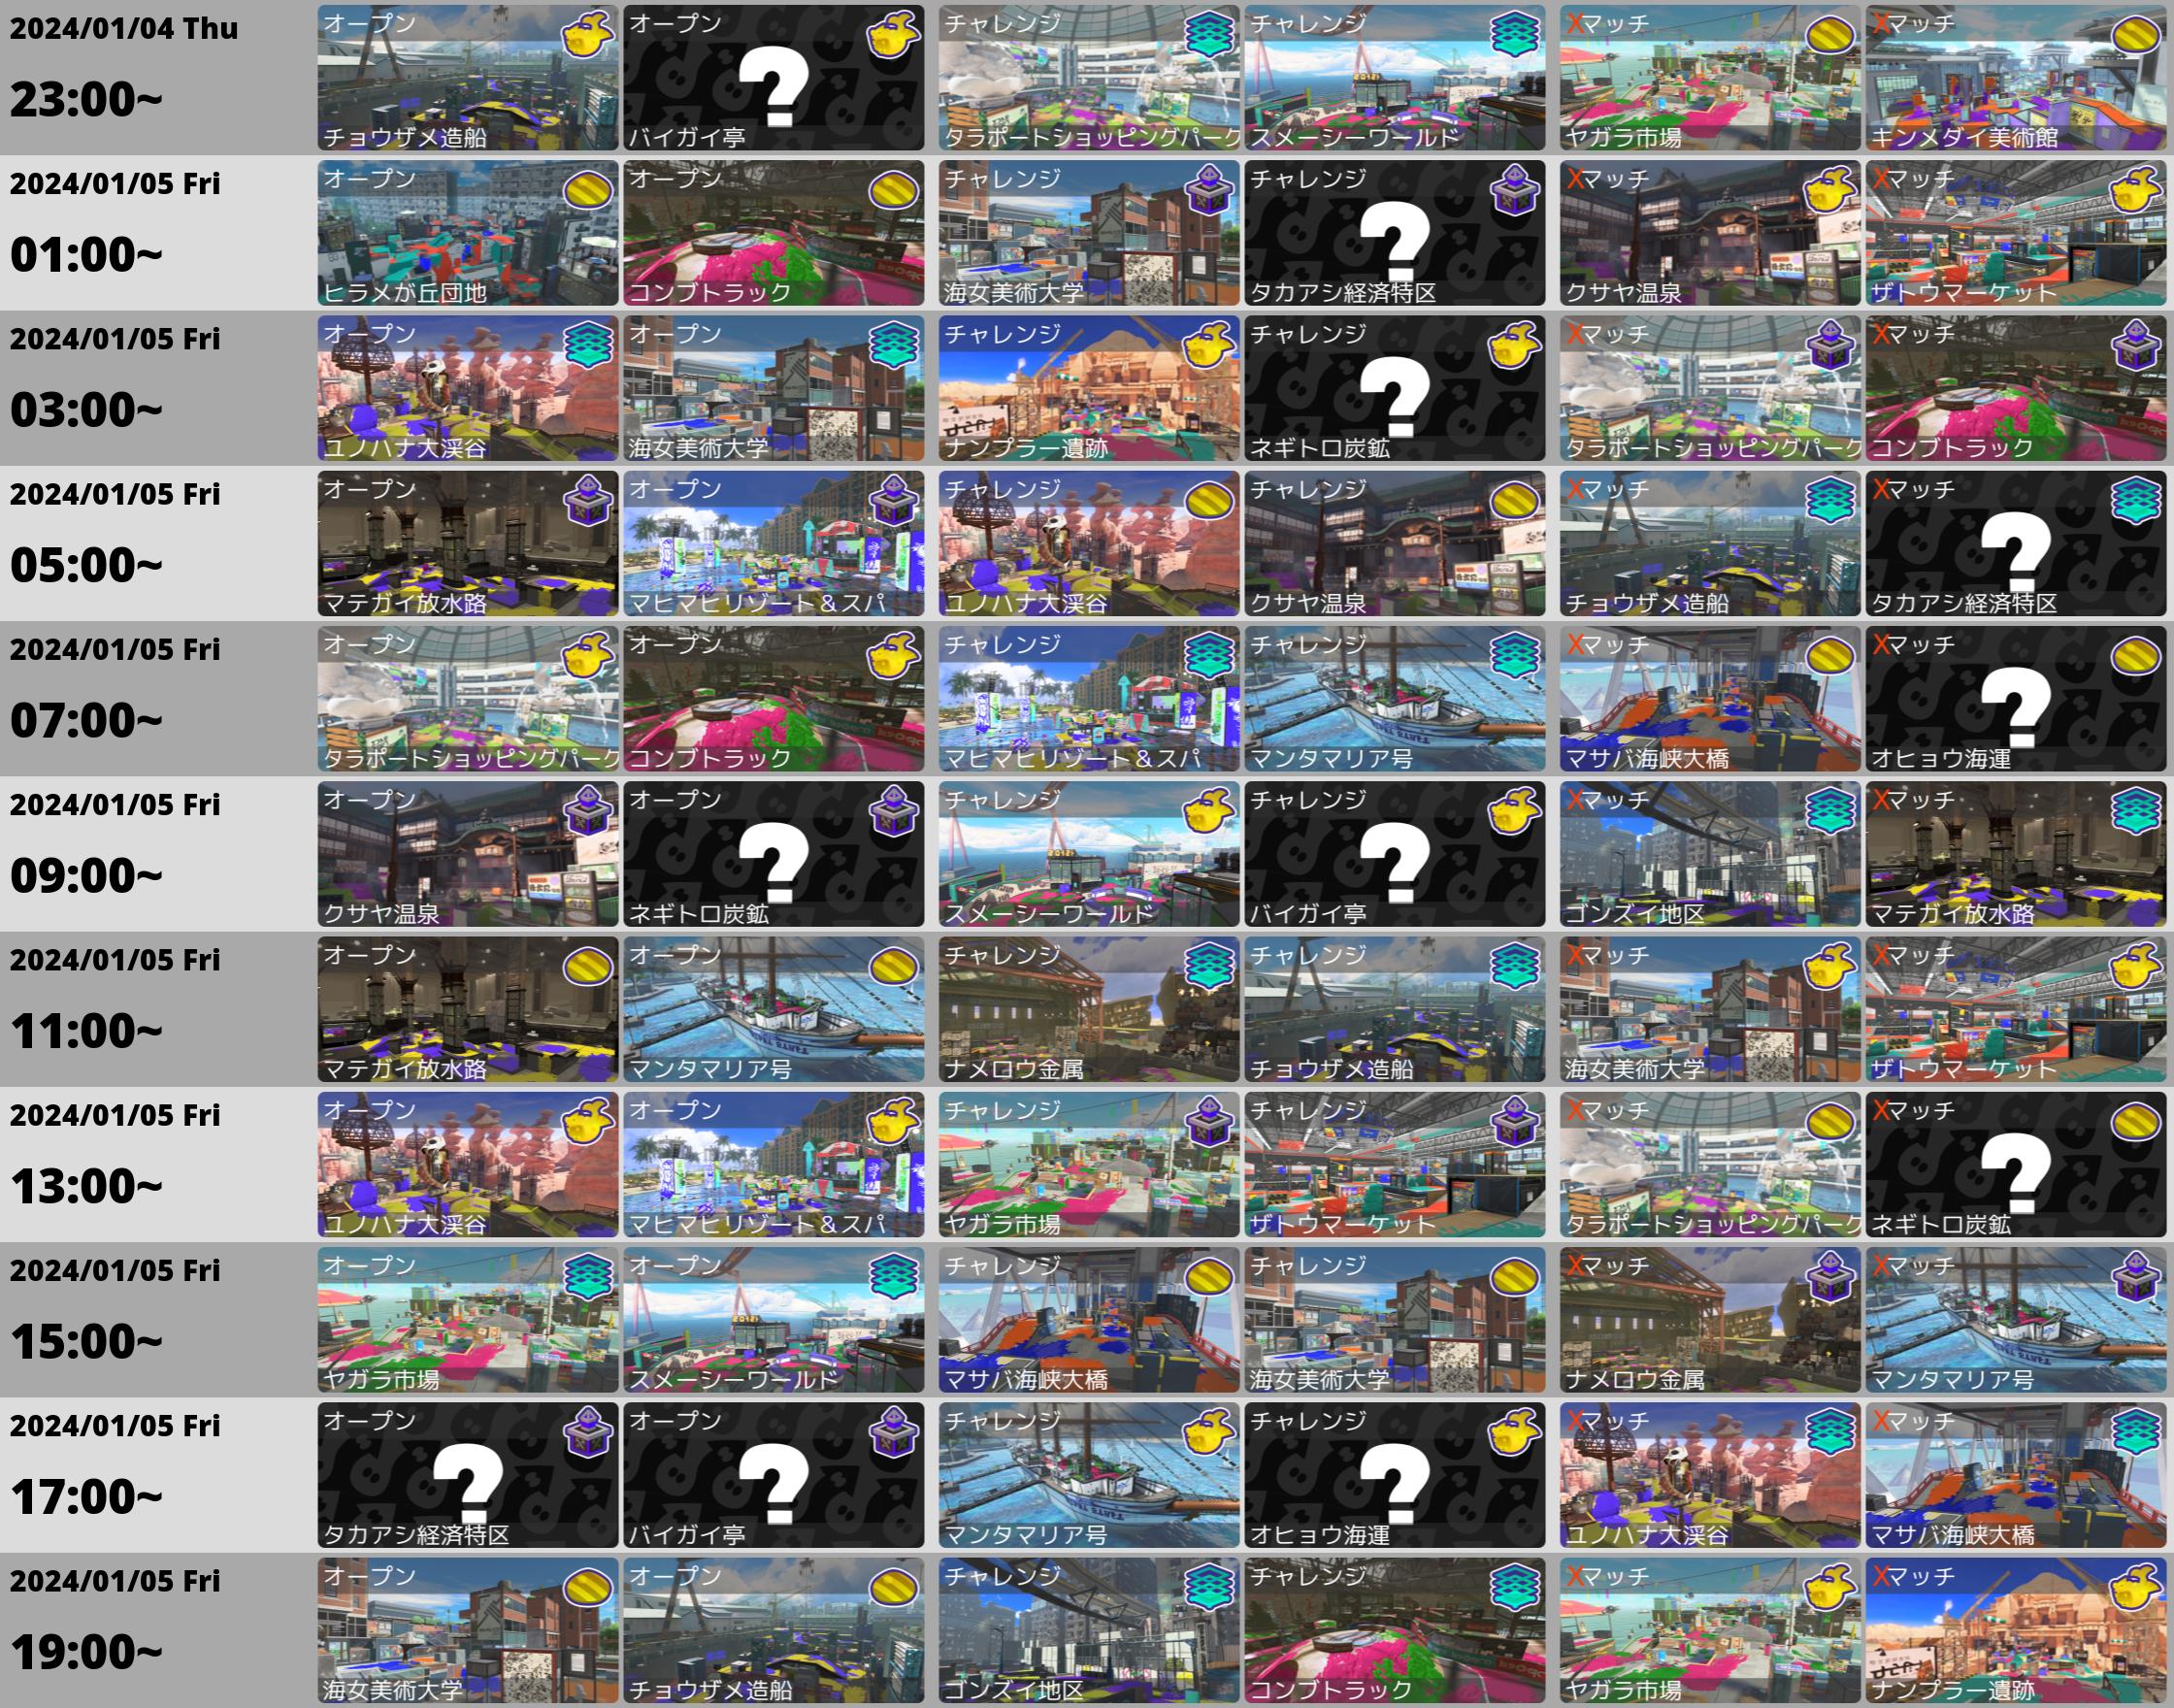 2024/01/04 Thu
23:00~
オープン
チョウザメ造船
オープン
バイガイ亭
チャレンジ
タラポートショッピングパーク
チャレンジ
スメーシーワールド
Xマッチ
ヤガラ市場
Xマッチ
キンメダイ美術館
2024/01/05 Fri
01:00~
オープン
ヒラメが丘団地
オープン
コンブトラック
チャレンジ
海女美術大学
チャレンジ
タカアシ経済特区
Xマッチ
クサヤ温泉
Xマッチ
ザトウマーケット
2024/01/05 Fri
03:00~
オープン
ユノハナ大渓谷
オープン
海女美術大学
チャレンジ
ナンプラー遺跡
チャレンジ
ネギトロ炭鉱
Xマッチ
タラポートショッピングパーク
Xマッチ
コンブトラック
2024/01/05 Fri
05:00~
オープン
マテガイ放水路
オープン
マヒマヒリゾート＆スパ
チャレンジ
ユノハナ大渓谷
チャレンジ
クサヤ温泉
Xマッチ
チョウザメ造船
Xマッチ
タカアシ経済特区
2024/01/05 Fri
07:00~
オープン
タラポートショッピングパーク
オープン
コンブトラック
チャレンジ
マヒマヒリゾート＆スパ
チャレンジ
マンタマリア号
Xマッチ
マサバ海峡大橋
Xマッチ
オヒョウ海運
2024/01/05 Fri
09:00~
オープン
クサヤ温泉
オープン
ネギトロ炭鉱
チャレンジ
スメーシーワールド
チャレンジ
バイガイ亭
Xマッチ
ゴンズイ地区
Xマッチ
マテガイ放水路
2024/01/05 Fri
11:00~
オープン
マテガイ放水路
オープン
マンタマリア号
チャレンジ
ナメロウ金属
チャレンジ
チョウザメ造船
Xマッチ
海女美術大学
Xマッチ
ザトウマーケット
2024/01/05 Fri
13:00~
オープン
ユノハナ大渓谷
オープン
マヒマヒリゾート＆スパ
チャレンジ
ヤガラ市場
チャレンジ
ザトウマーケット
Xマッチ
タラポートショッピングパーク
Xマッチ
ネギトロ炭鉱
2024/01/05 Fri
15:00~
オープン
ヤガラ市場
オープン
スメーシーワールド
チャレンジ
マサバ海峡大橋
チャレンジ
海女美術大学
Xマッチ
ナメロウ金属
Xマッチ
マンタマリア号
2024/01/05 Fri
17:00~
オープン
タカアシ経済特区
オープン
バイガイ亭
チャレンジ
マンタマリア号
チャレンジ
オヒョウ海運
Xマッチ
ユノハナ大渓谷
Xマッチ
マサバ海峡大橋
2024/01/05 Fri
19:00~
オープン
海女美術大学
オープン
チョウザメ造船
チャレンジ
ゴンズイ地区
チャレンジ
コンブトラック
Xマッチ
ヤガラ市場
Xマッチ
ナンプラー遺跡